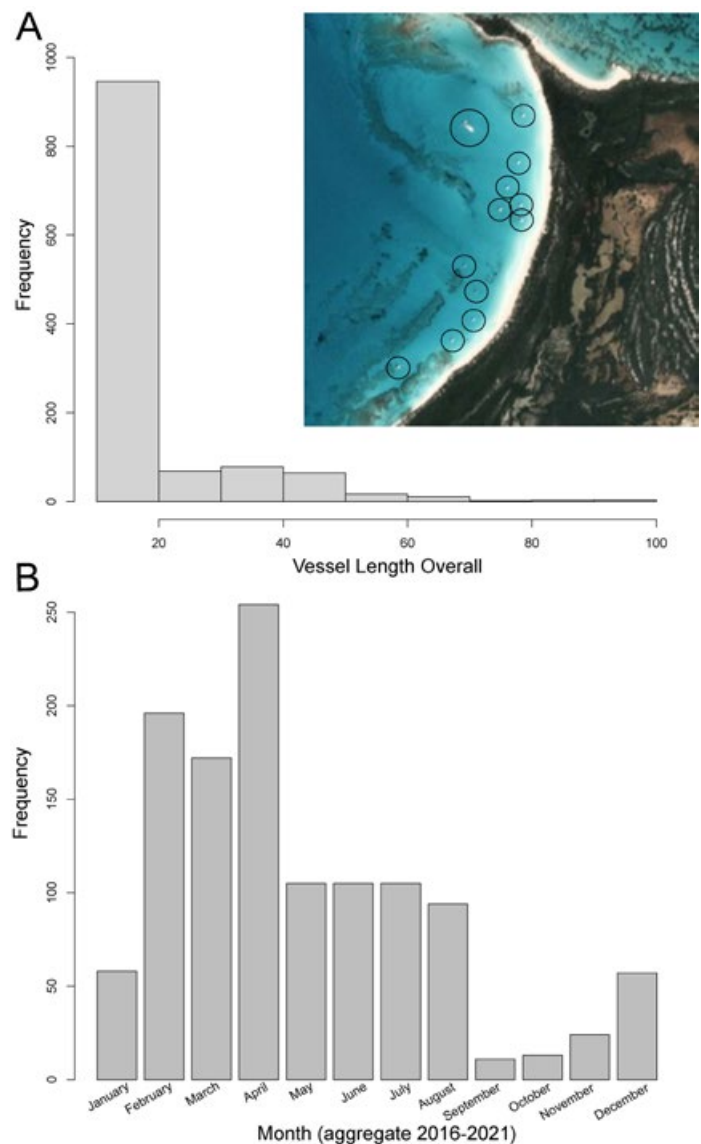 A
1000
800
600
400
200
0
Frequency
20 40 60 80 100
Vessel Length Overall
B
250
200
150
100
50
0
Frequency
January February March April May June July August September October November December
Month (aggregate 2016-2021)